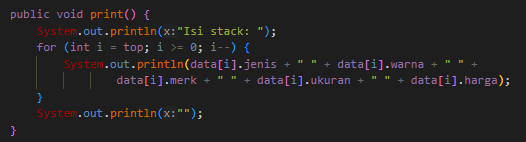 public void print() {
System.out.println(x:"Isi stack: ");
for (int i = top; i >= 0; i--) {
System.out.println(data[i].jenis + " " + data[i].warna + " " +
data[i].merk + " " + data[i].ukuran + " " + data[i].harga);
}
System.out.println(x:"");
}